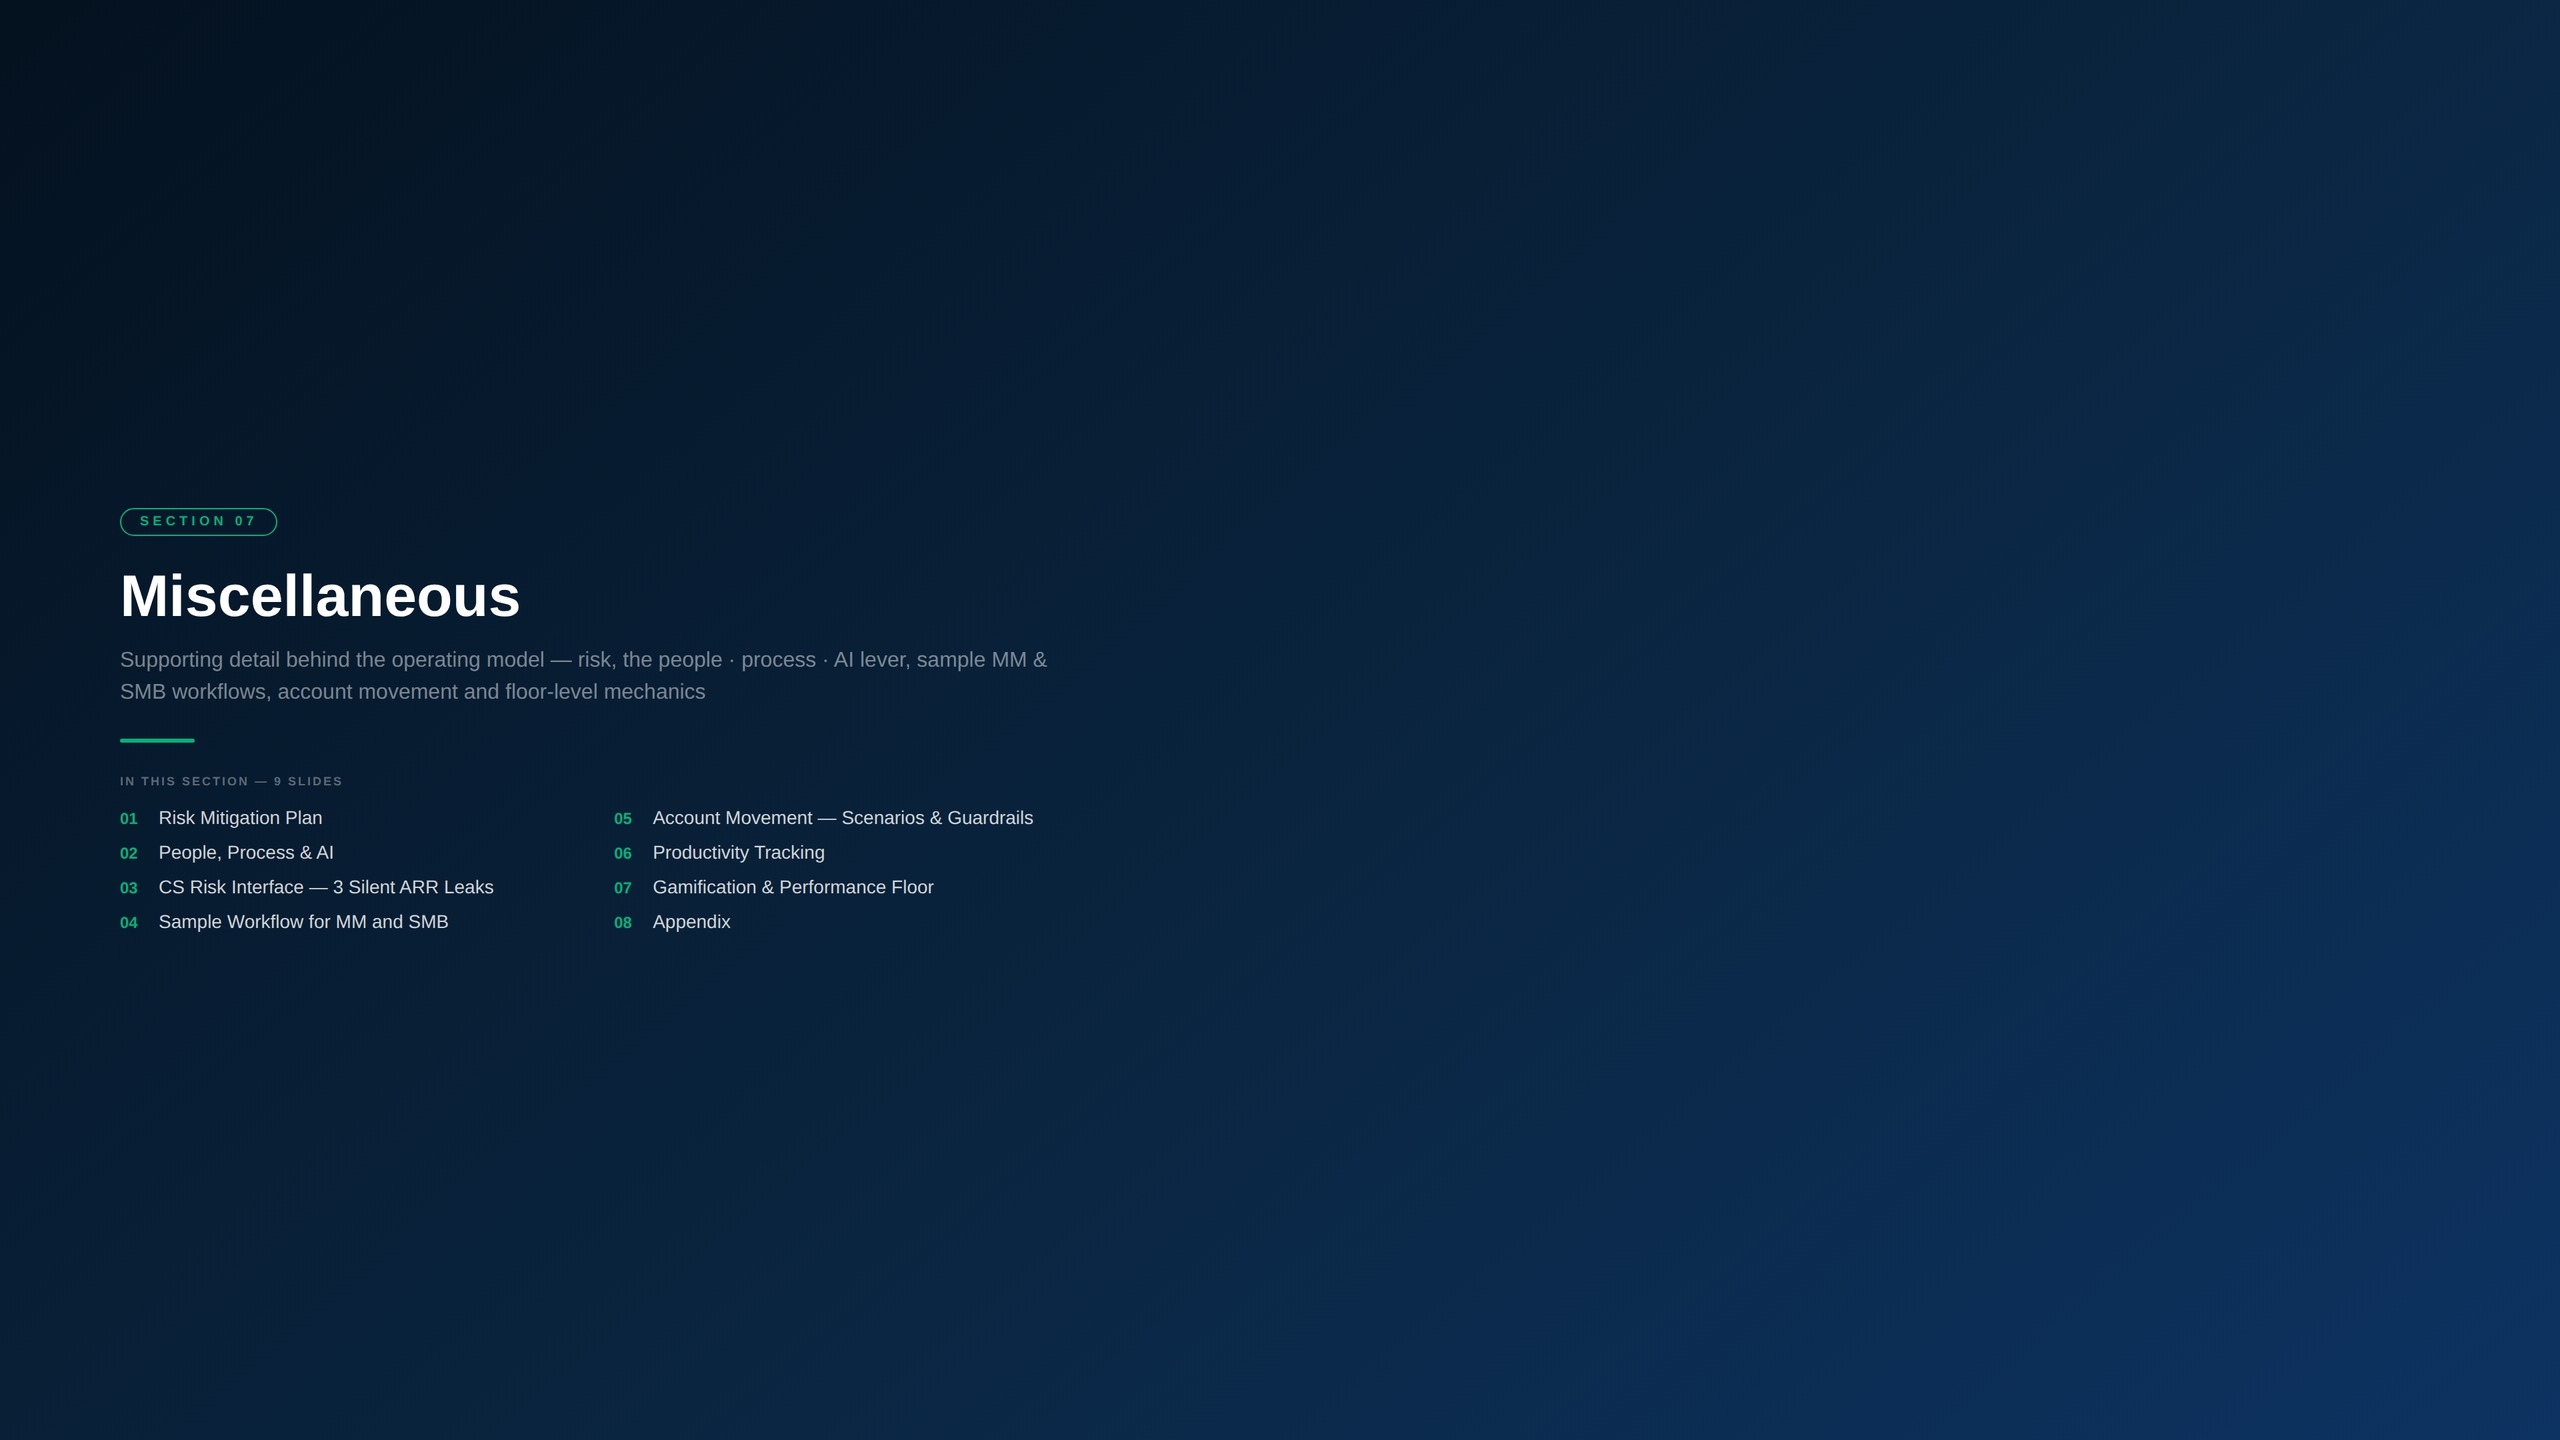 SECTION 07
Miscellaneous
Supporting detail behind the operating model — risk, the people · process · AI lever, sample MM &
SMB workflows, account movement and floor-level mechanics
IN THIS SECTION — 9 SLIDES
01 Risk Mitigation Plan
02 People, Process & AI
03 CS Risk Interface — 3 Silent ARR Leaks
04 Sample Workflow for MM and SMB
05 Account Movement — Scenarios & Guardrails
06 Productivity Tracking
07 Gamification & Performance Floor
08 Appendix